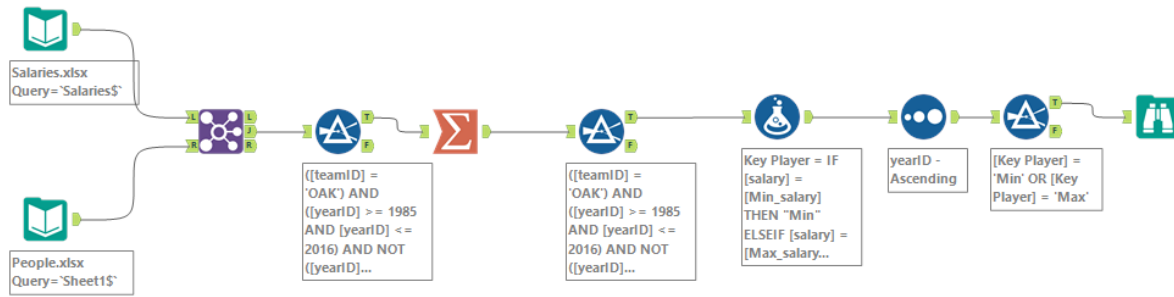 Salaries.xlsx
Query=`Salaries$`
People.xlsx
Query=`Sheet1$`
L
R
L
J
R
T
F
([teamID] =
'OAK') AND
([yearID] >= 1985
AND [yearID] <=
2016) AND NOT
([yearID]...
T
F
([teamID] =
'OAK') AND
([yearID] >= 1985
AND [yearID] <=
2016) AND NOT
([yearID]...
Key Player = IF
[salary] =
[Min_salary]
THEN "Min"
ELSEIF [salary] =
[Max_salary...
yearID -
Ascending
T
F
[Key Player] =
'Min' OR [Key
Player] = 'Max'